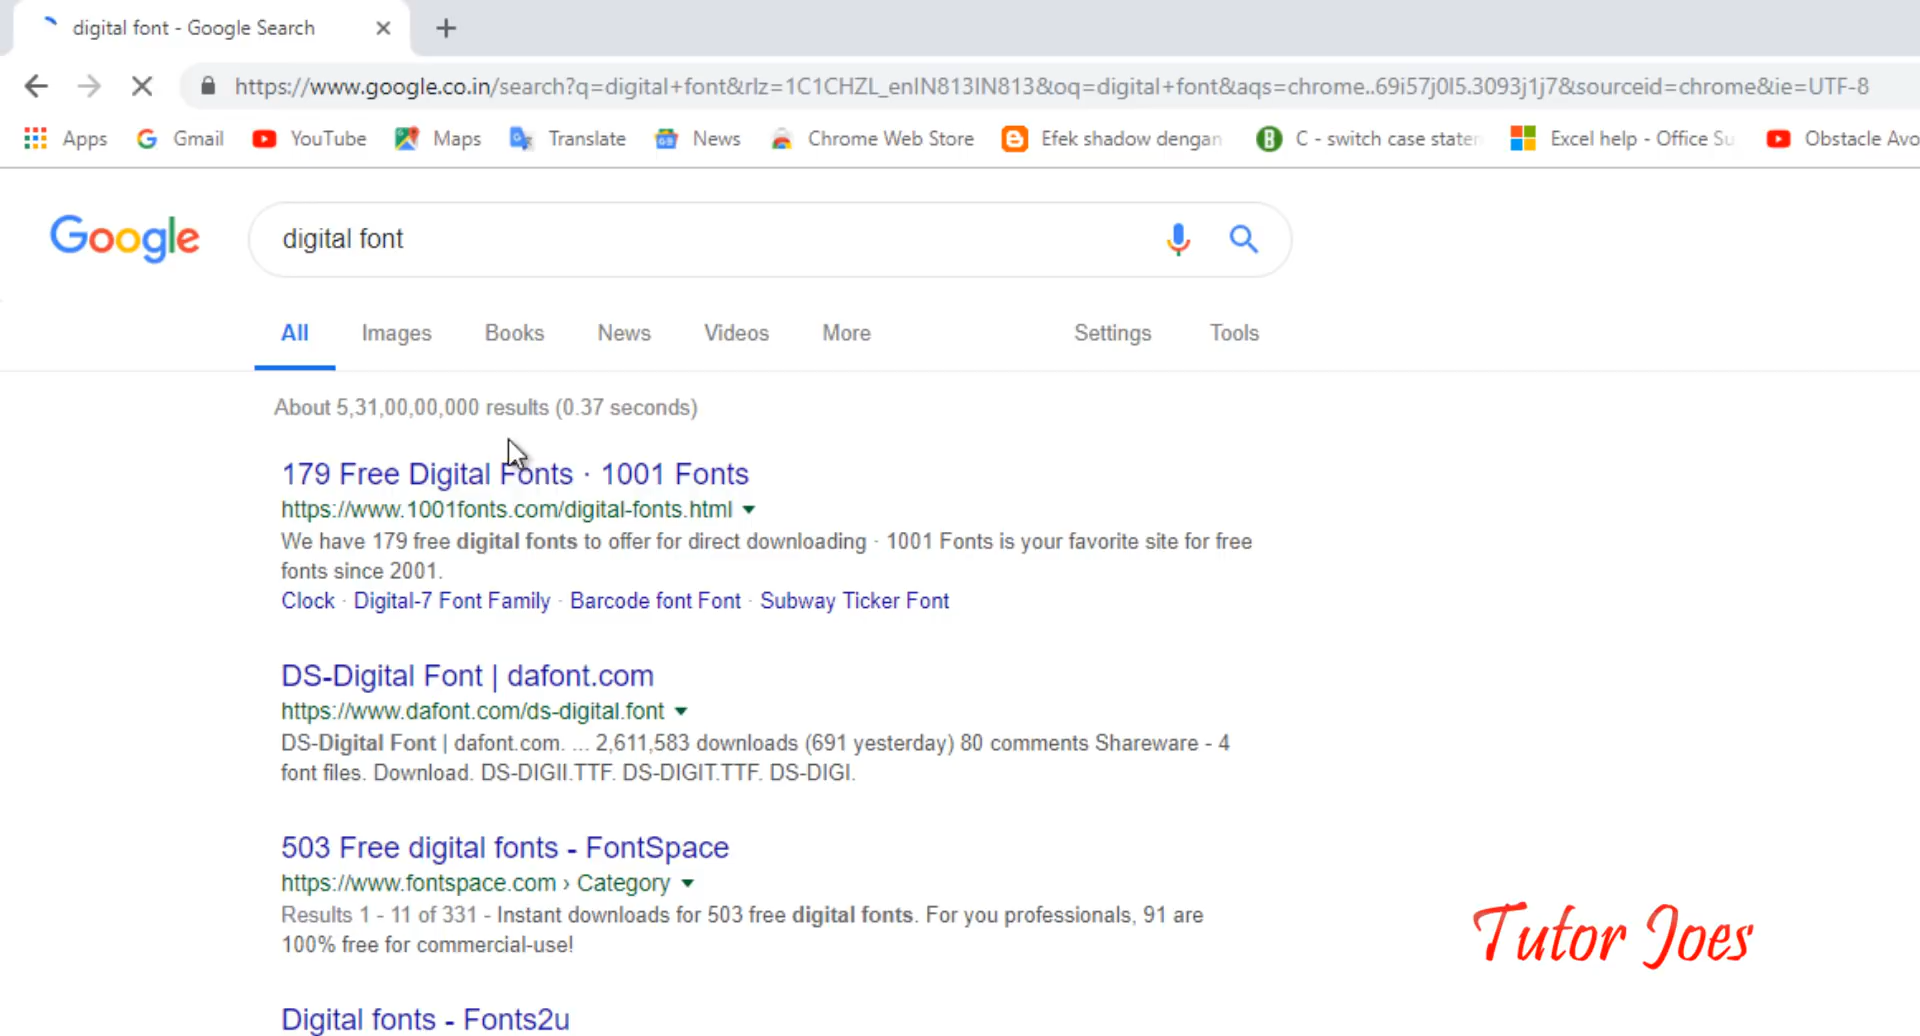 digital font - Google Search
https://www.google.co.in/search?q=digital+font&rlz=1C1CHZL_enIN813IN813&oq=digital+font&aqs=chrome..69i57j0l5.3093j1j7&sourceid=chrome&ie=UTF-8
Apps Gmail YouTube Maps Translate News Chrome Web Store Efek shadow dengan C - switch case staten Excel help - Office Su Obstacle Avo
Google digital font
All Images Books News Videos More Settings Tools
About 5,31,00,00,000 results (0.37 seconds)
179 Free Digital Fonts · 1001 Fonts
https://www.1001fonts.com/digital-fonts.html
We have 179 free digital fonts to offer for direct downloading · 1001 Fonts is your favorite site for free
fonts since 2001.
Clock · Digital-7 Font Family · Barcode font Font · Subway Ticker Font
DS-Digital Font | dafont.com
https://www.dafont.com/ds-digital.font
DS-Digital Font | dafont.com. ... 2,611,583 downloads (691 yesterday) 80 comments Shareware - 4
font files. Download. DS-DIGII.TTF. DS-DIGIT.TTF. DS-DIGI.
503 Free digital fonts - FontSpace
https://www.fontspace.com › Category
Results 1 - 11 of 331 - Instant downloads for 503 free digital fonts. For you professionals, 91 are
100% free for commercial-use!
Tutor Joes
Digital fonts - Fonts2u